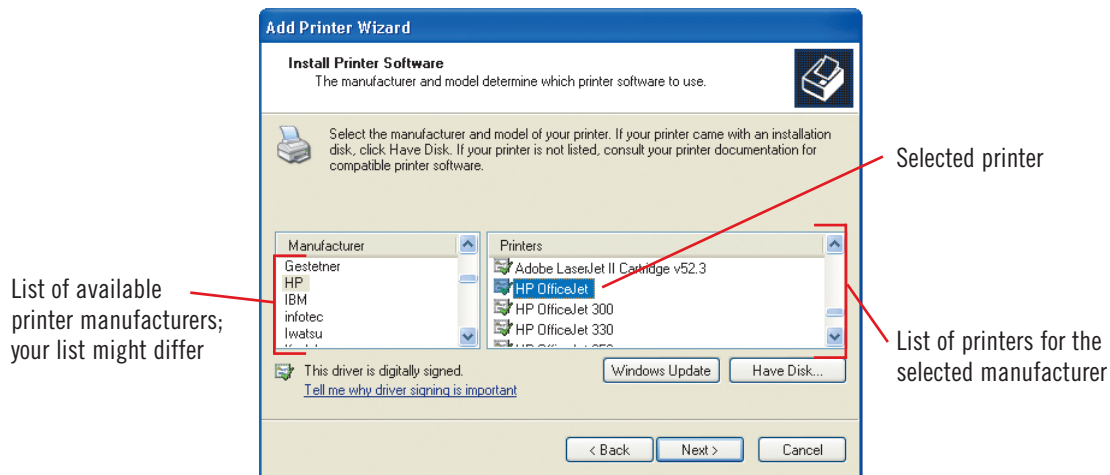 Add Printer Wizard
Install Printer Software
The manufacturer and model determine which printer software to use.
Select the manufacturer and model of your printer. If your printer came with an installation
disk, click Have Disk. If your printer is not listed, consult your printer documentation for
compatible printer software.
Selected printer
Manufacturer
Gestetner
HP
IBM
infotec
Iwatsu
Printers
Adobe LaserJet II Cartridge v52.3
HP OfficeJet
HP OfficeJet 300
HP OfficeJet 330
List of available
printer manufacturers;
your list might differ
List of printers for the
selected manufacturer
This driver is digitally signed.
Tell me why driver signing is important
Windows Update
Have Disk...
< Back
Next >
Cancel